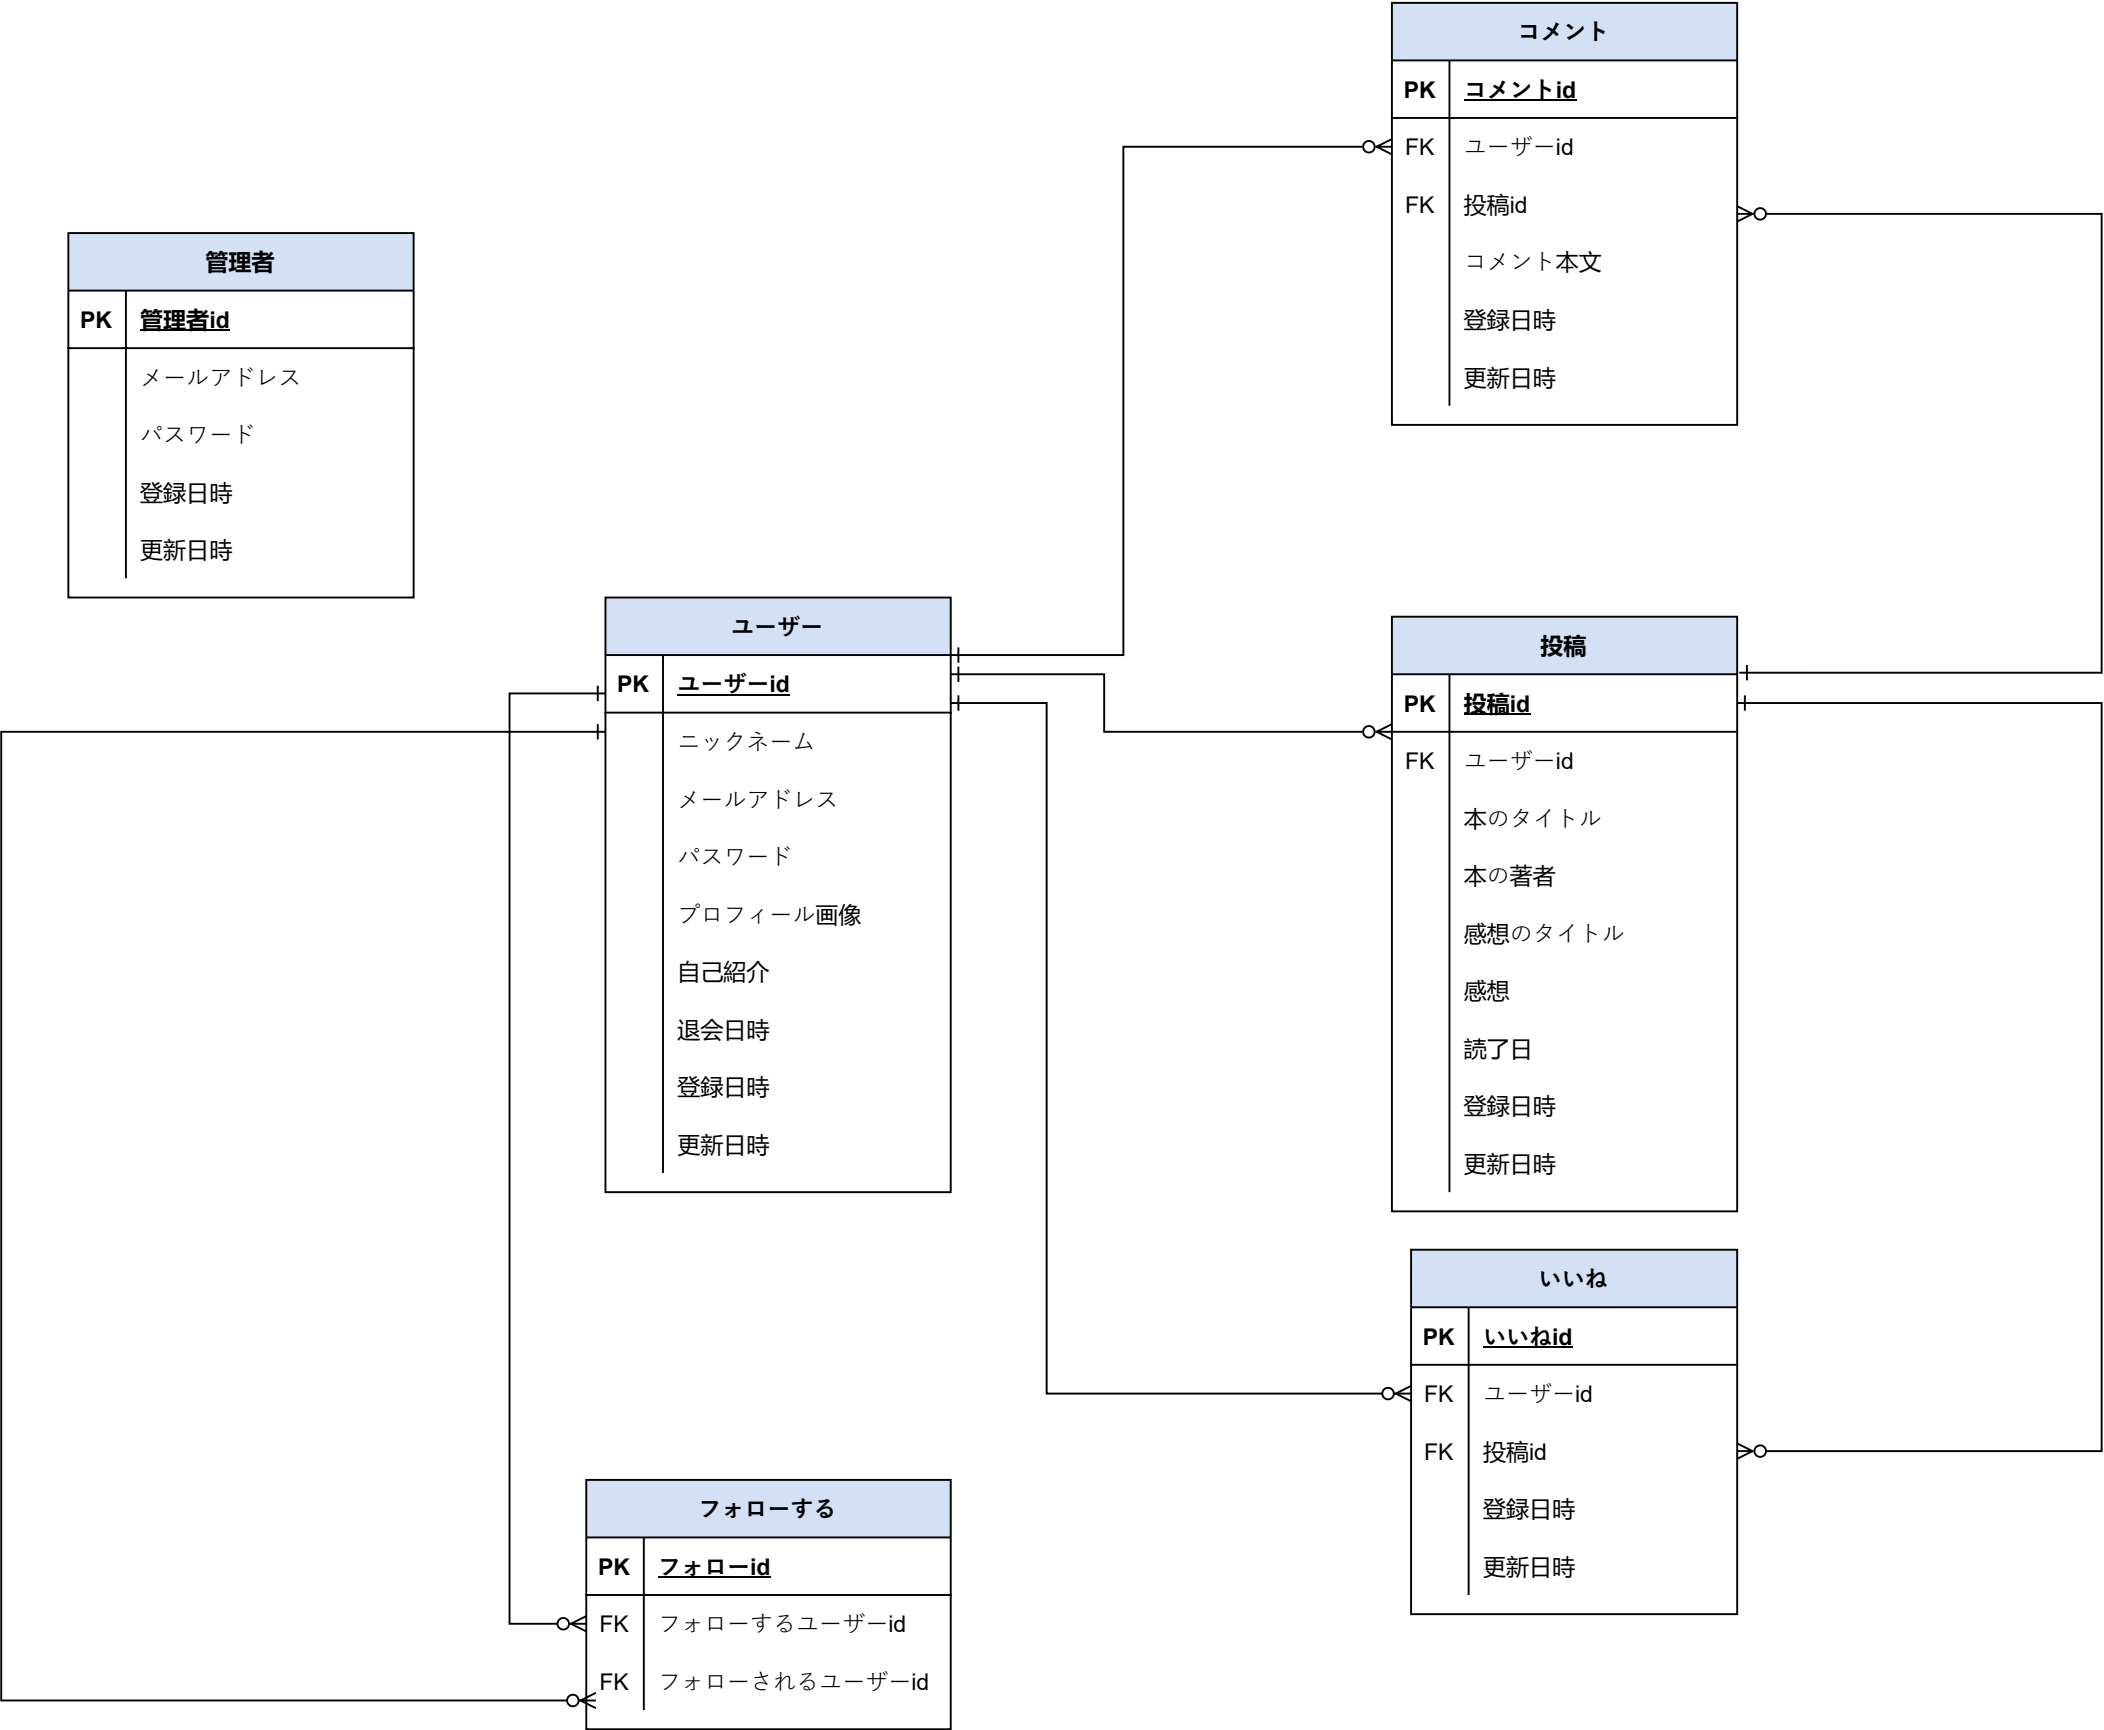 コメント
PK コメントid
FK ユーザーid
FK 投稿id
コメント本文
登録日時
更新日時
管理者
PK 管理者id
メールアドレス
パスワード
登録日時
更新日時
ユーザー
PK ユーザーid
ニックネーム
メールアドレス
パスワード
プロフィール画像
自己紹介
退会日時
登録日時
更新日時
投稿
PK 投稿id
FK ユーザーid
本のタイトル
本の著者
感想のタイトル
感想
読了日
登録日時
更新日時
いいね
PK いいねid
FK ユーザーid
FK 投稿id
登録日時
更新日時
フォローする
PK フォローid
FK フォローするユーザーid
FK フォローされるユーザーid